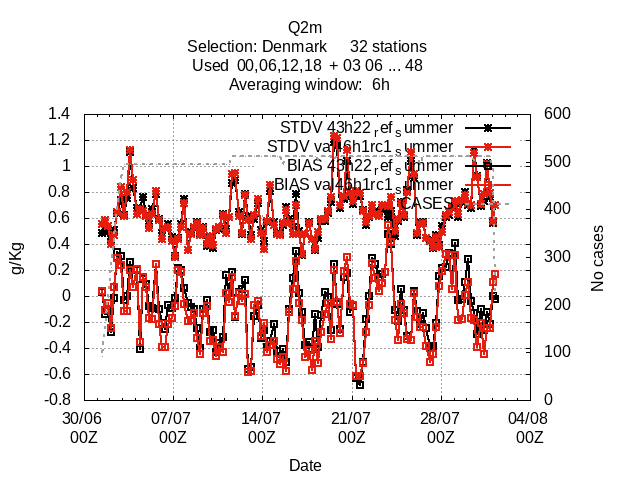 Q2m
Selection: Denmark 32 stations
Used 00,06,12,18 + 03 06 ... 48
Averaging window: 6h
STDV 43h22_ref_summer
STDV val46h1rc1_summer
BIAS 43h22_ref_summer
BIAS val46h1rc1_summer
CASES
1.4
1.2
1
0.8
0.6
0.4
0.2
0
-0.2
-0.4
-0.6
-0.8
g/Kg
600
500
400
300
200
100
0
No cases
30/06 07/07 14/07 21/07 28/07 04/08
00Z 00Z 00Z 00Z 00Z 00Z
Date